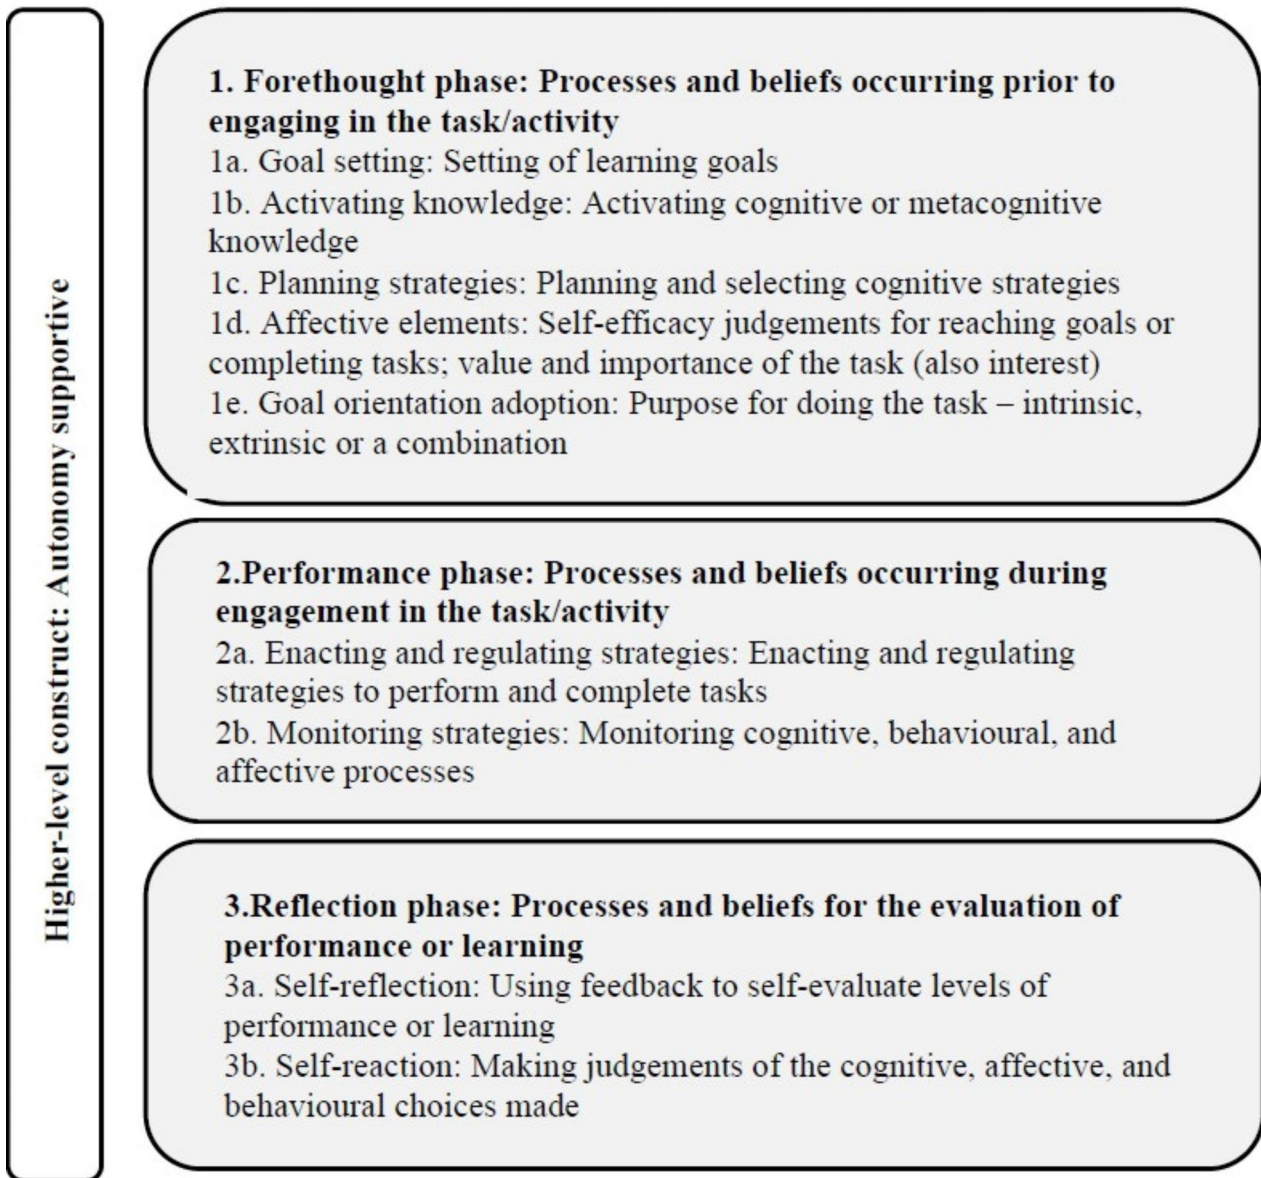 Higher-level construct: Autonomy supportive
1. Forethought phase: Processes and beliefs occurring prior to
engaging in the task/activity
1a. Goal setting: Setting of learning goals
1b. Activating knowledge: Activating cognitive or metacognitive
knowledge
1c. Planning strategies: Planning and selecting cognitive strategies
1d. Affective elements: Self-efficacy judgements for reaching goals or
completing tasks; value and importance of the task (also interest)
1e. Goal orientation adoption: Purpose for doing the task – intrinsic,
extrinsic or a combination
2.Performance phase: Processes and beliefs occurring during
engagement in the task/activity
2a. Enacting and regulating strategies: Enacting and regulating
strategies to perform and complete tasks
2b. Monitoring strategies: Monitoring cognitive, behavioural, and
affective processes
3.Reflection phase: Processes and beliefs for the evaluation of
performance or learning
3a. Self-reflection: Using feedback to self-evaluate levels of
performance or learning
3b. Self-reaction: Making judgements of the cognitive, affective, and
behavioural choices made